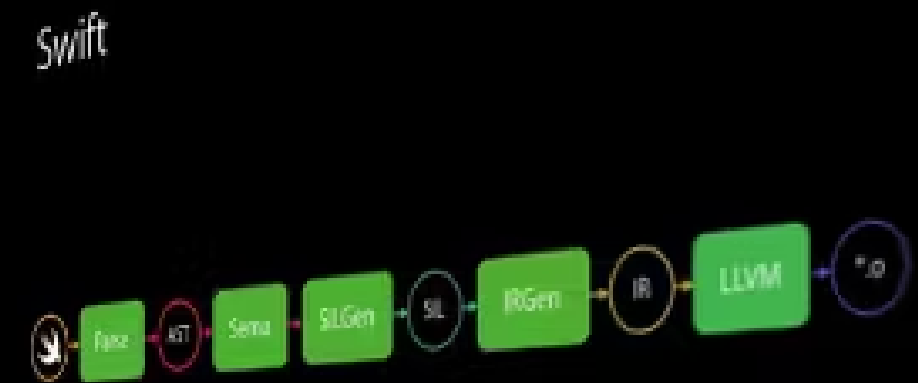 Swift
Parse
AST
Sema
SILGen
SIL
IRGen
IR
LLVM
*.o